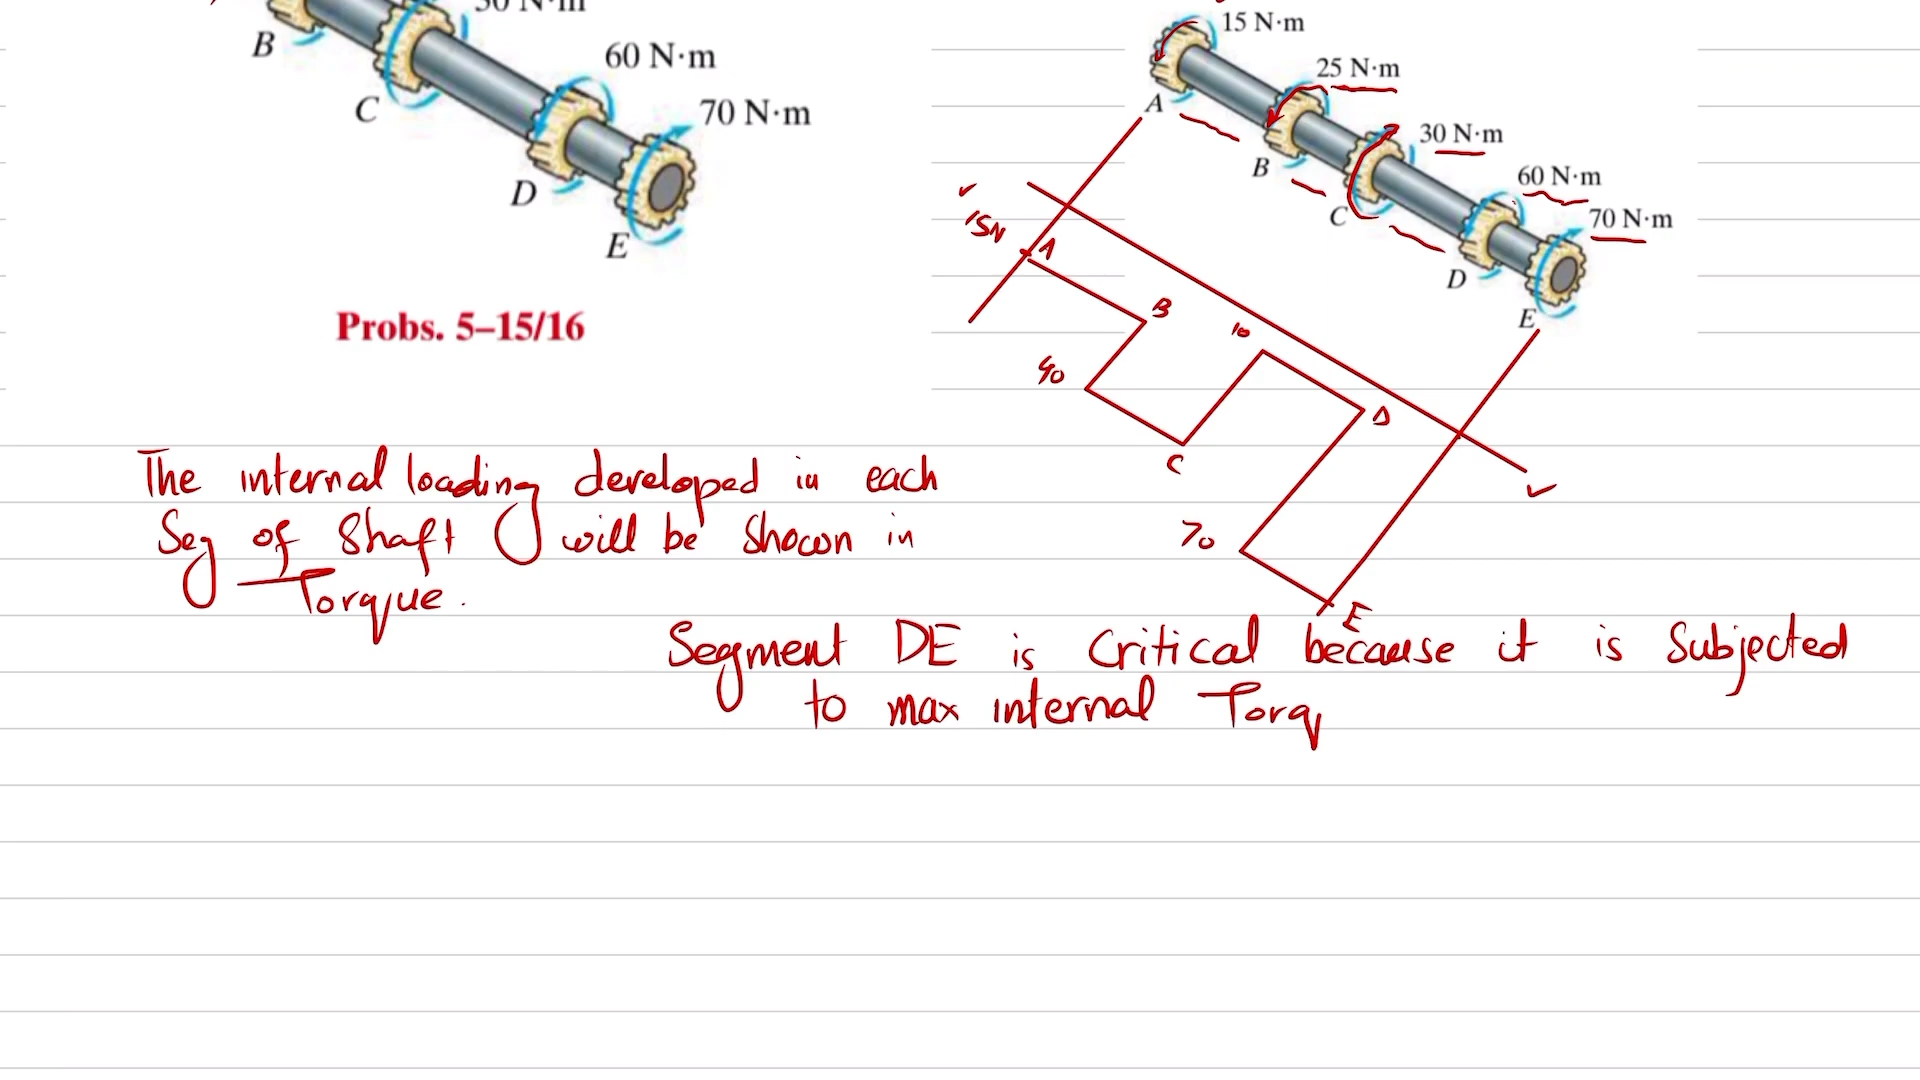 B
C
60 N·m
70 N·m
D
E
Probs. 5–15/16
15 N·m
25 N·m
A
30 N·m
B
60 N·m
C
70 N·m
D
E
15N
A
B
10
40
D
C
70
E
The internal loading developed in each
Seg of Shaft will be Shown in
Torque.
Segment DE is Critical because it is Subjected
to max internal Torq